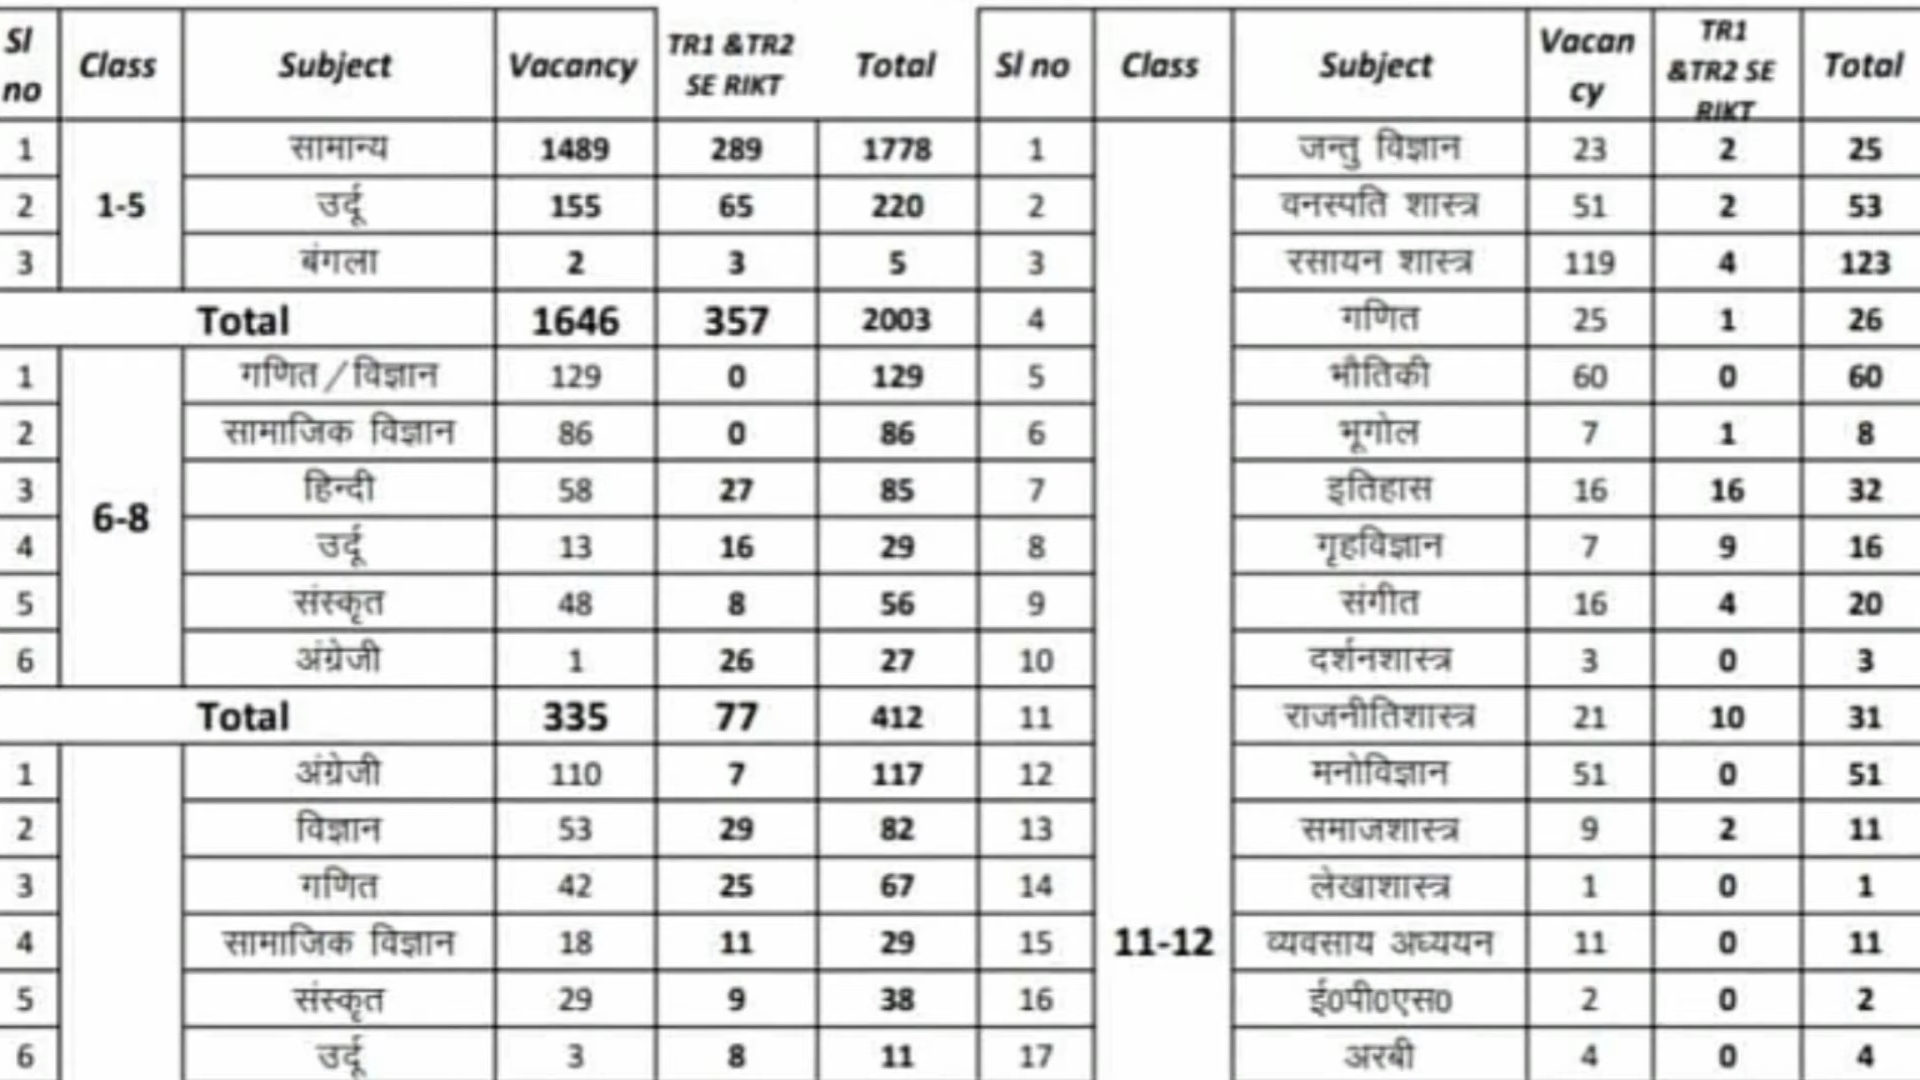 Sl no Class Subject Vacancy TR1 &TR2 SE RIKT Total Sl no Class Subject Vacancy TR1 &TR2 SE RIKT Total
1 1-5 सामान्य 1489 289 1778 1 11-12 जन्तु विज्ञान 23 2 25
2 उर्दू 155 65 220 2 वनस्पति शास्त्र 51 2 53
3 बंगला 2 3 5 3 रसायन शास्त्र 119 4 123
Total 1646 357 2003 4 गणित 25 1 26
1 6-8 गणित/विज्ञान 129 0 129 5 भौतिकी 60 0 60
2 सामाजिक विज्ञान 86 0 86 6 भूगोल 7 1 8
3 हिन्दी 58 27 85 7 इतिहास 16 16 32
4 उर्दू 13 16 29 8 गृहविज्ञान 7 9 16
5 संस्कृत 48 8 56 9 संगीत 16 4 20
6 अंग्रेजी 1 26 27 10 दर्शनशास्त्र 3 0 3
Total 335 77 412 11 राजनीतिशास्त्र 21 10 31
1 अंग्रेजी 110 7 117 12 मनोविज्ञान 51 0 51
2 विज्ञान 53 29 82 13 समाजशास्त्र 9 2 11
3 गणित 42 25 67 14 लेखाशास्त्र 1 0 1
4 सामाजिक विज्ञान 18 11 29 15 व्यवसाय अध्ययन 11 0 11
5 संस्कृत 29 9 38 16 ई0पी0एस0 2 0 2
6 उर्दू 3 8 11 17 अरबी 4 0 4